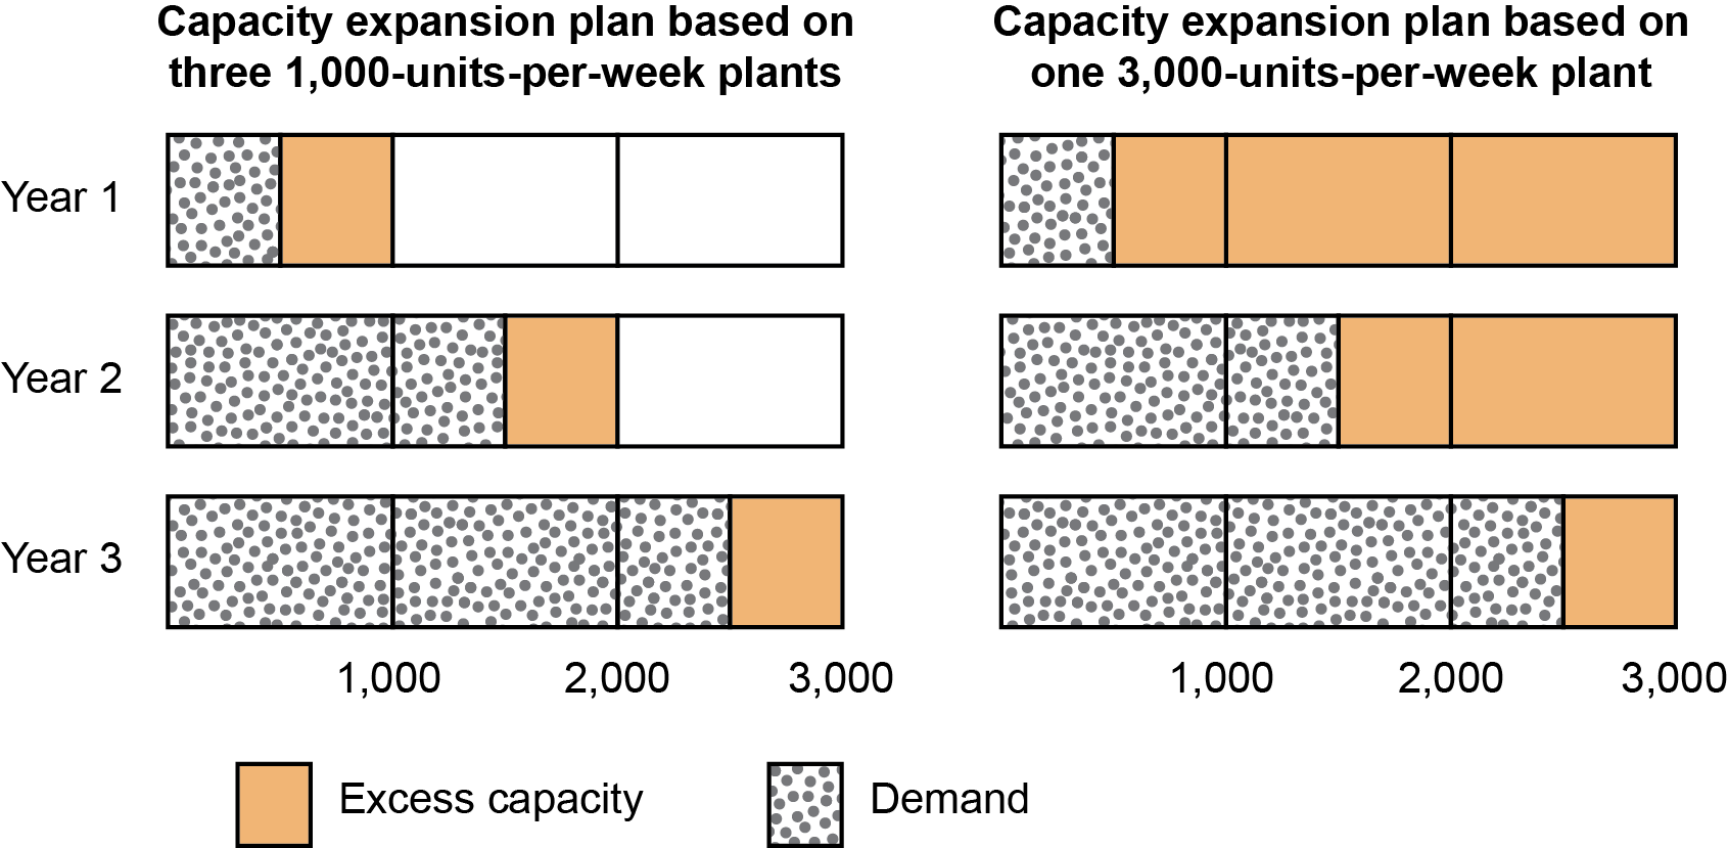 Capacity expansion plan based on
three 1,000-units-per-week plants
Capacity expansion plan based on
one 3,000-units-per-week plant
Year 1
Year 2
Year 3
1,000 2,000 3,000
1,000 2,000 3,000
Excess capacity
Demand